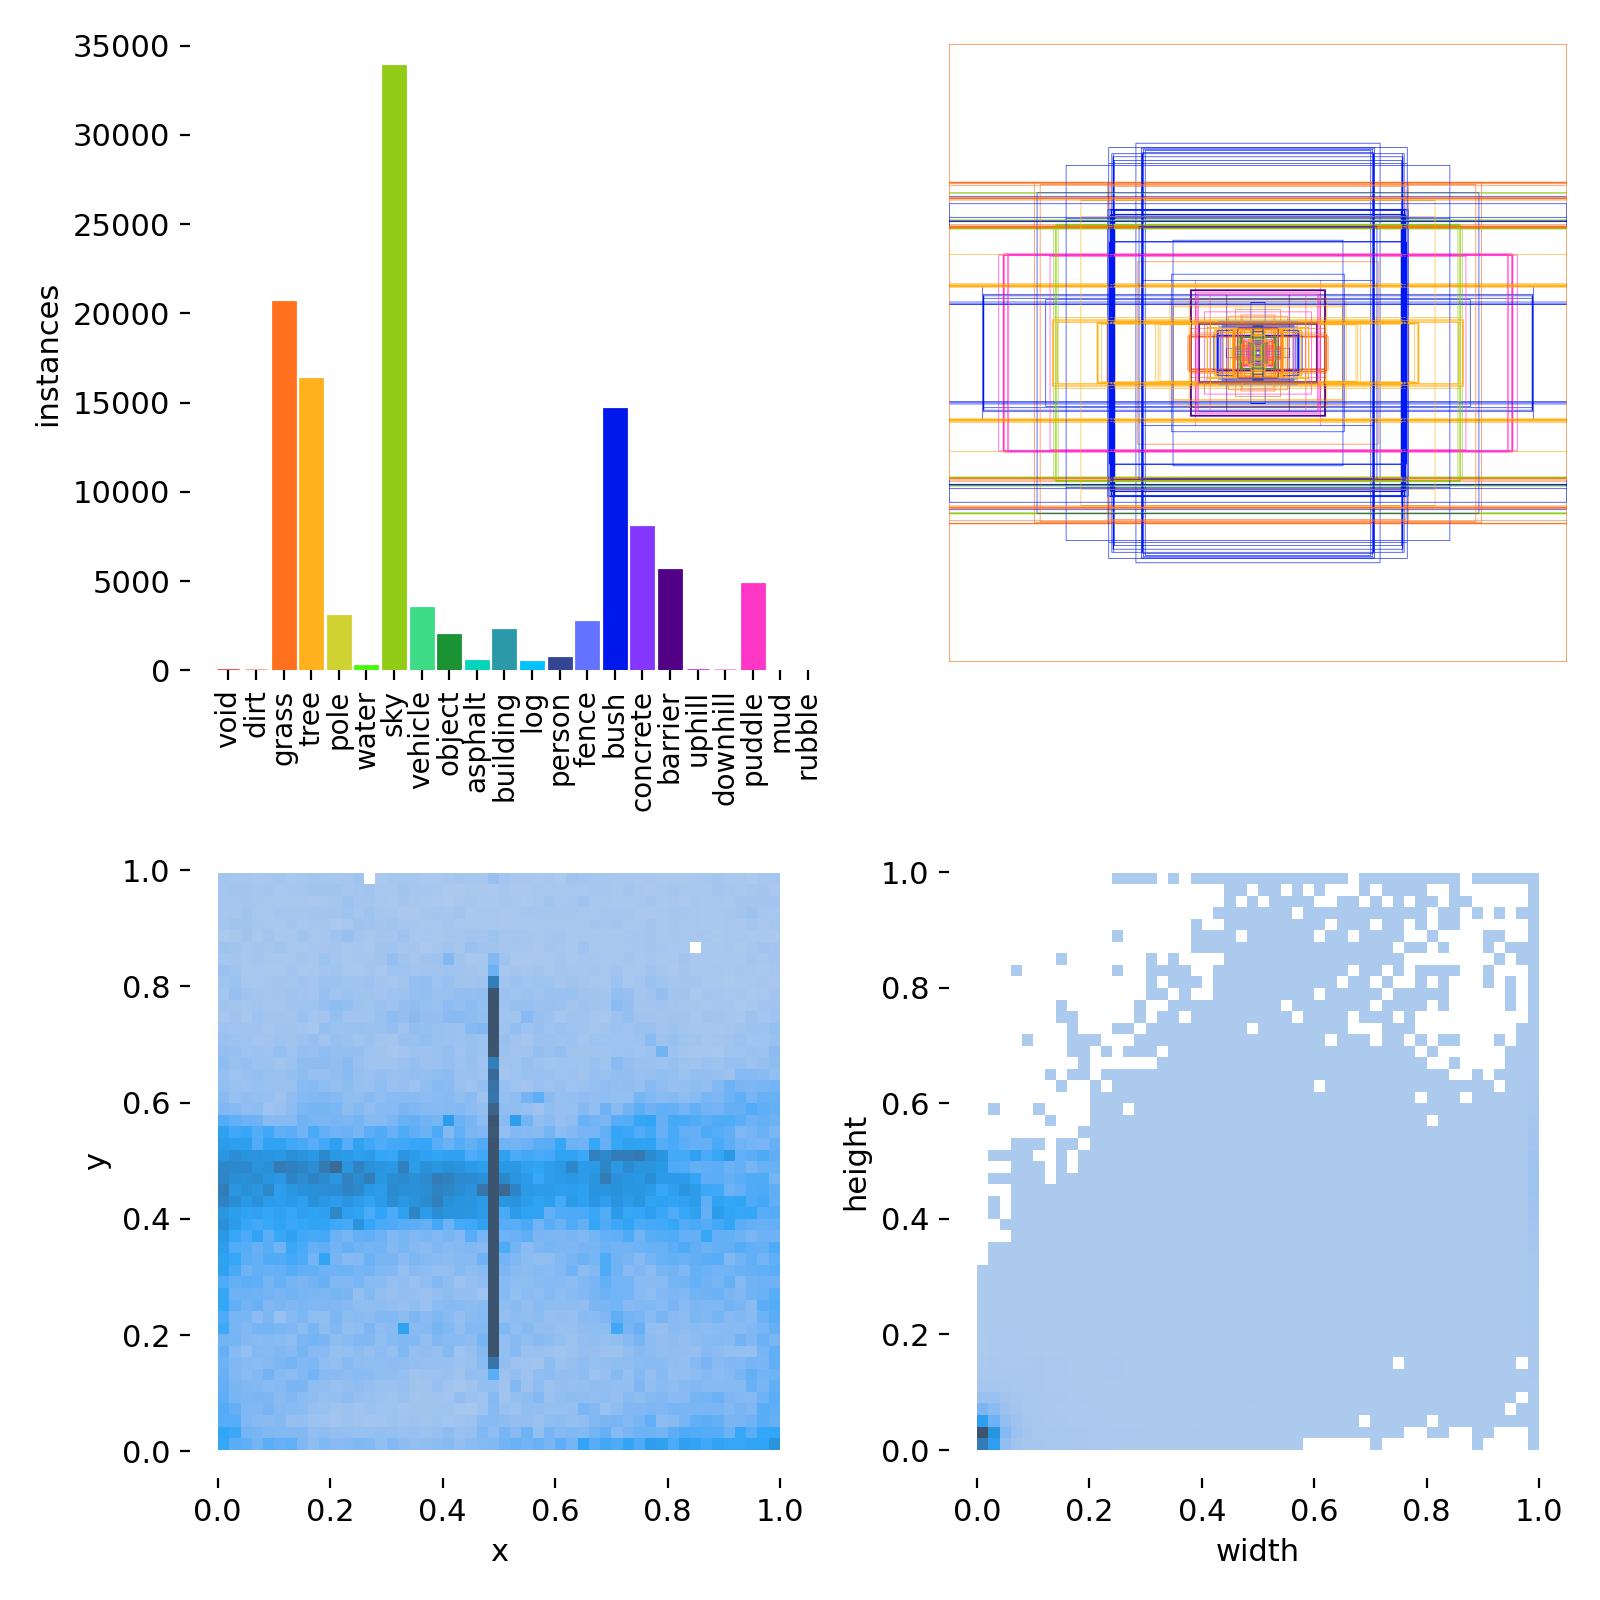 35000
30000
25000
20000
15000
10000
5000
0
instances
void
dirt
grass
tree
pole
water
sky
vehicle
object
asphalt
building
log
person
fence
bush
concrete
barrier
uphill
downhill
puddle
mud
rubble
1.0
0.8
0.6
0.4
0.2
0.0
y
0.0 0.2 0.4 0.6 0.8 1.0
x
1.0
0.8
0.6
0.4
0.2
0.0
height
0.0 0.2 0.4 0.6 0.8 1.0
width